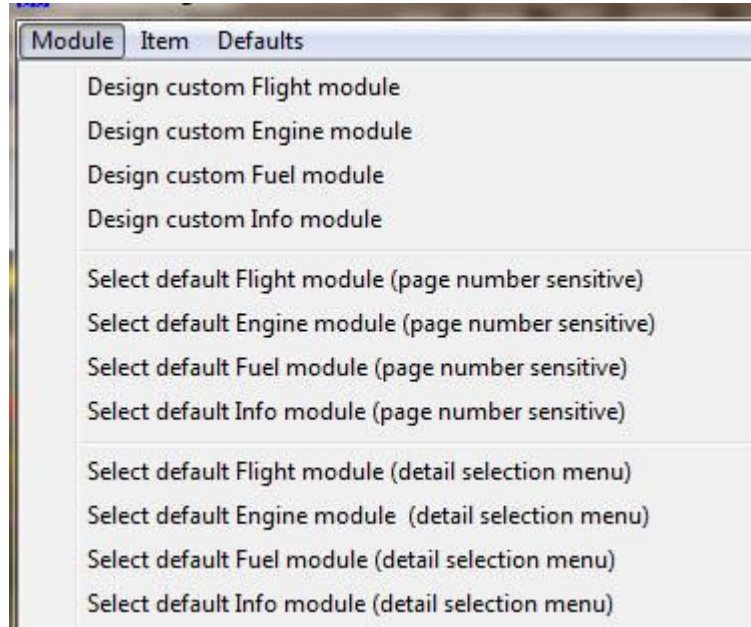 Module Item Defaults
Design custom Flight module
Design custom Engine module
Design custom Fuel module
Design custom Info module
Select default Flight module (page number sensitive)
Select default Engine module (page number sensitive)
Select default Fuel module (page number sensitive)
Select default Info module (page number sensitive)
Select default Flight module (detail selection menu)
Select default Engine module  (detail selection menu)
Select default Fuel module (detail selection menu)
Select default Info module (detail selection menu)